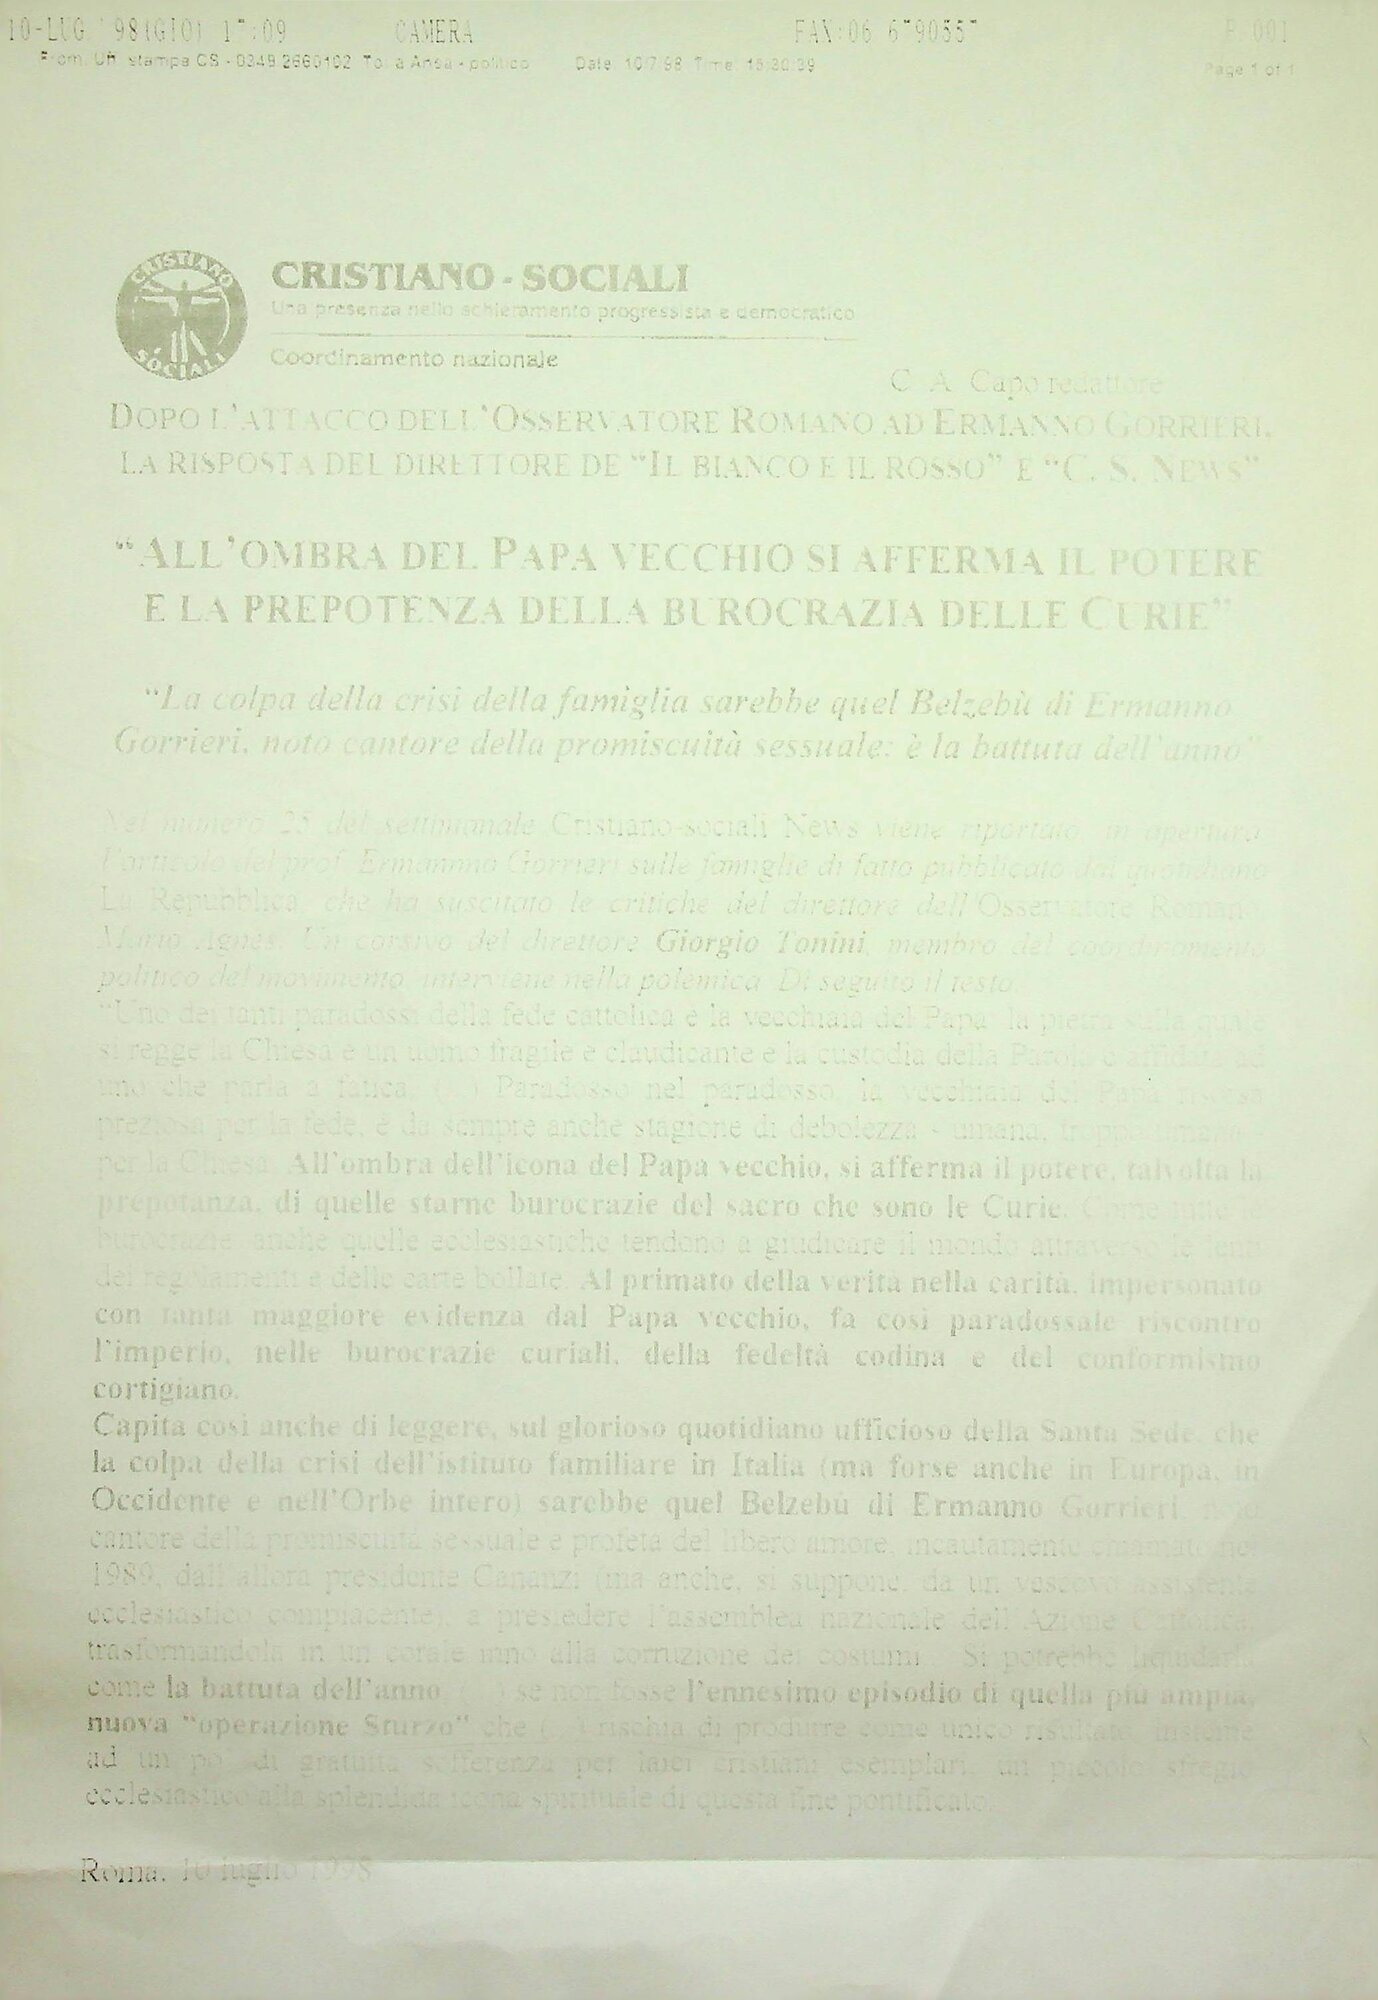 10-LUG '98(GIO) 17:09 CAMERA FAX:06 6790557 P.001
From: Uff. stampa CS - 0349 2660102 To: a Ansa - politico Date: 10/7/98 Time: 15:30:39 Page 1 of 1
CRISTIANO SOCIALI
CRISTIANO - SOCIALI
Una presenza nello schieramento progressista e democratico
Coordinamento nazionale
C. A. Capo redattore
DOPO L'ATTACCO DELL'OSSERVATORE ROMANO AD ERMANNO GORRIERI,
LA RISPOSTA DEL DIRETTORE DE "IL BIANCO E IL ROSSO" E "C. S. NEWS"
"ALL'OMBRA DEL PAPA VECCHIO SI AFFERMA IL POTERE
E LA PREPOTENZA DELLA BUROCRAZIA DELLE CURIE"
"La colpa della crisi della famiglia sarebbe quel Belzebù di Ermanno
Gorrieri, noto cantore della promiscuità sessuale: è la battuta dell'anno"
Nel numero 25 del settimanale Cristiano-sociali News viene riportato, in apertura
l'articolo del prof. Ermanno Gorrieri sulle famiglie di fatto pubblicato dal quotidiano
La Repubblica, che ha suscitato le critiche del direttore dell'Osservatore Romano,
Mario Agnes. Un corsivo del direttore Giorgio Tonini, membro del coordinamento
politico del movimento, interviene nella polemica. Di seguito il testo.
"Uno dei tanti paradossi della fede cattolica è la vecchiaia del Papa: la pietra sulla quale
si regge la Chiesa è un uomo fragile e claudicante e la custodia della Parola è affidata ad
uno che parla a fatica. (...) Paradosso nel paradosso, la vecchiaia del Papa risorsa
preziosa per la fede, è da sempre anche stagione di debolezza - umana, troppo umana -
per la Chiesa. All'ombra dell'icona del Papa vecchio, si afferma il potere, talvolta la
prepotanza, di quelle strane burocrazie del sacro che sono le Curie. Come tutte le
burocrazie, anche quelle ecclesiastiche tendono a giudicare il mondo attraverso le lenti
dei regolamenti e delle carte bollate. Al primato della verità nella carità, impersonato
con tanta maggiore evidenza dal Papa vecchio, fa così paradossale riscontro
l'imperio, nelle burocrazie curiali, della fedeltà codina e del conformismo
cortigiano.
Capita così anche di leggere, sul glorioso quotidiano ufficioso della Santa Sede, che
la colpa della crisi dell'istituto familiare in Italia (ma forse anche in Europa, in
Occidente e nell'Orbe intero) sarebbe quel Belzebù di Ermanno Gorrieri, noto
cantore della promiscuità sessuale e profeta del libero amore, incautamente chiamato nel
1989, dall'allora presidente Cananzi (ma anche, si suppone, da un vescovo assistente
ecclesiastico compiacente), a presiedere l'assemblea nazionale dell'Azione Cattolica,
trasformandola in un corale inno alla corruzione dei costumi... Si potrebbe liquidarla
come la battuta dell'anno (...) se non fosse l'ennesimo episodio di quella più ampia,
nuova "operazione Sturzo" che (...) rischia di produrre come unico risultato, insieme
ad un po' di gratuita sofferenza per laici cristiani esemplari, un piccolo sfregio
ecclesiastico alla splendida icona spirituale di questa fine pontificato.
Roma, 10 luglio 1998